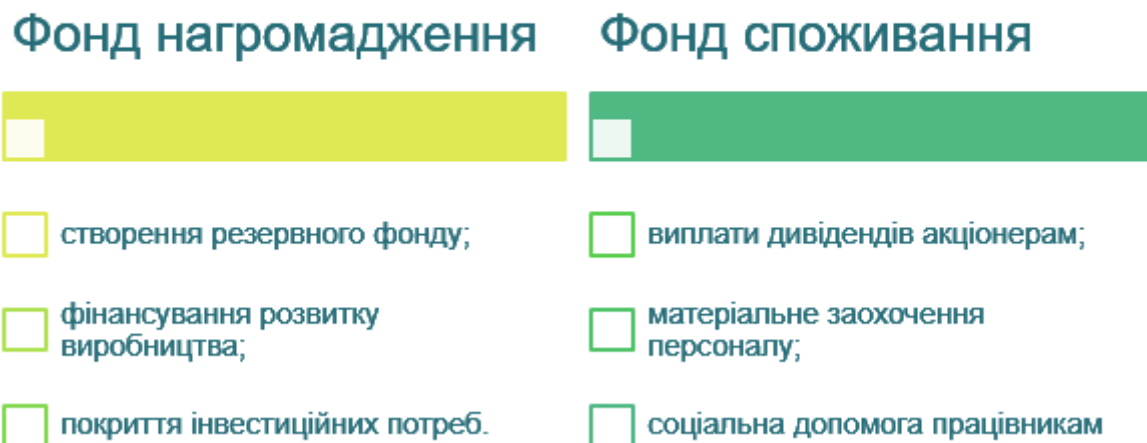 Фонд нагромадження
Фонд споживання
створення резервного фонду;
фінансування розвитку
виробництва;
покриття інвестиційних потреб.
виплати дивідендів акціонерам;
матеріальне заохочення
персоналу;
соціальна допомога працівникам